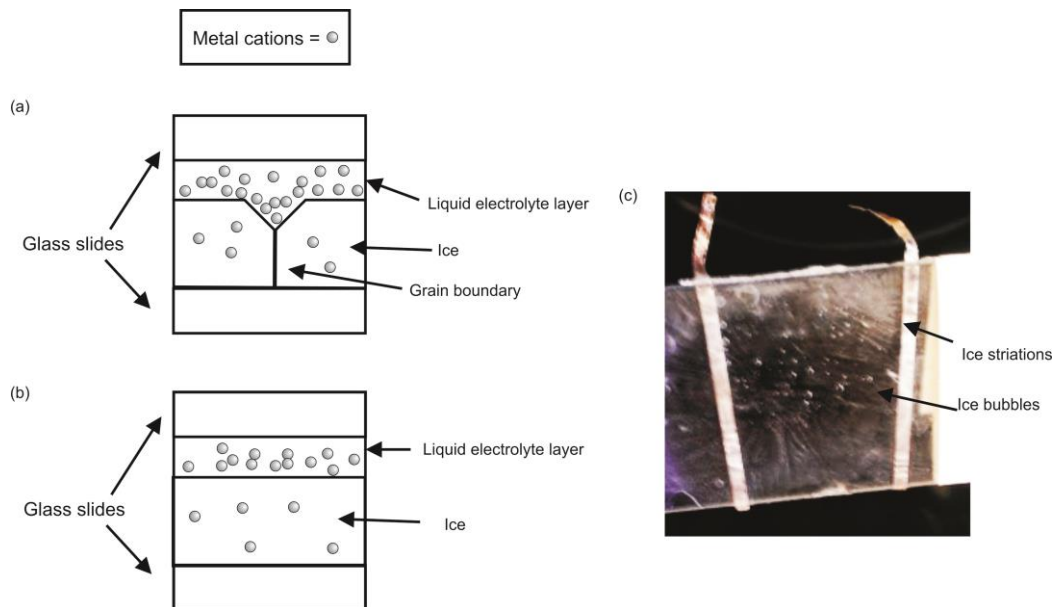 Metal cations =
(a)
Liquid electrolyte layer
Glass slides
Ice
Grain boundary
(b)
Liquid electrolyte layer
Glass slides
Ice
(c)
Ice striations
Ice bubbles